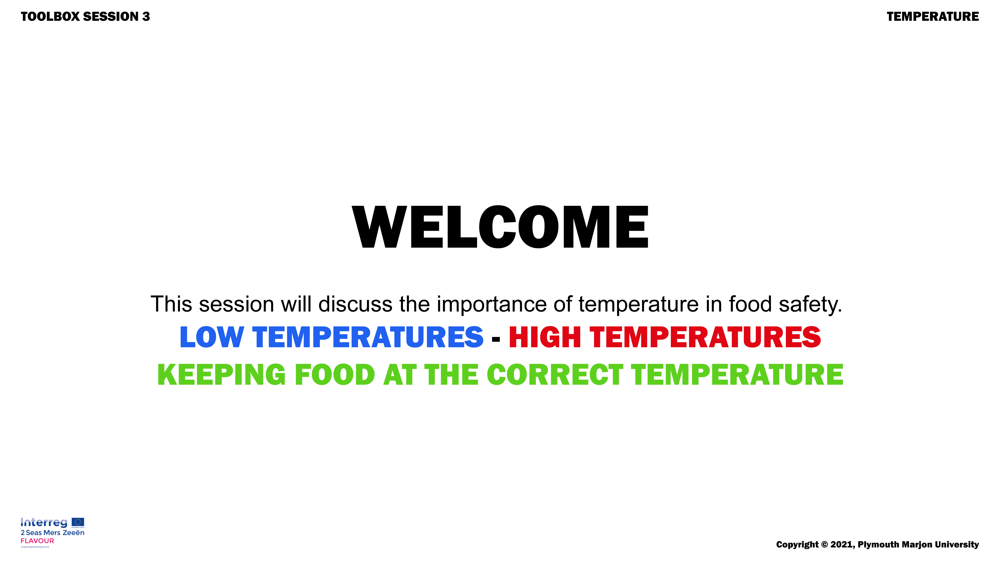 TOOLBOX SESSION 3
TEMPERATURE
WELCOME
This session will discuss the importance of temperature in food safety.
LOW TEMPERATURES - HIGH TEMPERATURES
KEEPING FOOD AT THE CORRECT TEMPERATURE
Interreg
EUROPEAN UNION
2 Seas Mers Zeeën
FLAVOUR
European Regional Development Fund
Copyright © 2021, Plymouth Marjon University